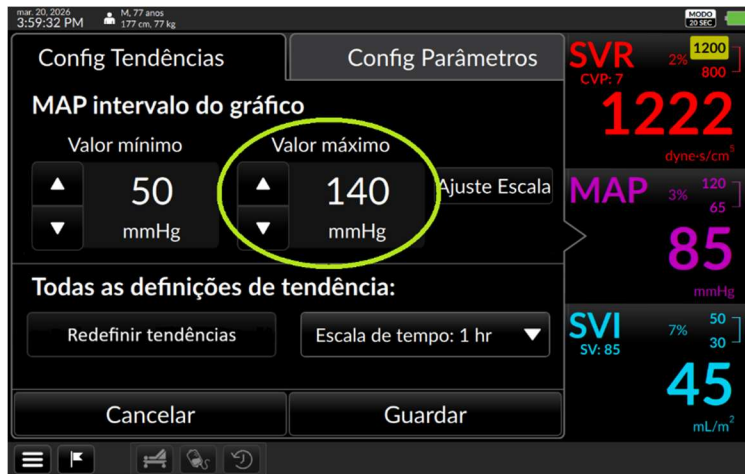 mar. 20, 2026
3:59:32 PM
M, 77 anos
177 cm, 77 kg
MODO
20 SEC
Config Tendências
Config Parâmetros
MAP intervalo do gráfico
Valor mínimo
Valor máximo
50
mmHg
140
mmHg
Ajuste Escala
Todas as definições de tendência:
Redefinir tendências
Escala de tempo: 1 hr
Cancelar
Guardar
SVR
CVP: 7
2%
1200
800
1222
dyne-s/cm⁵
MAP
3%
120
65
85
mmHg
SVI
SV: 85
7%
50
30
45
mL/m²